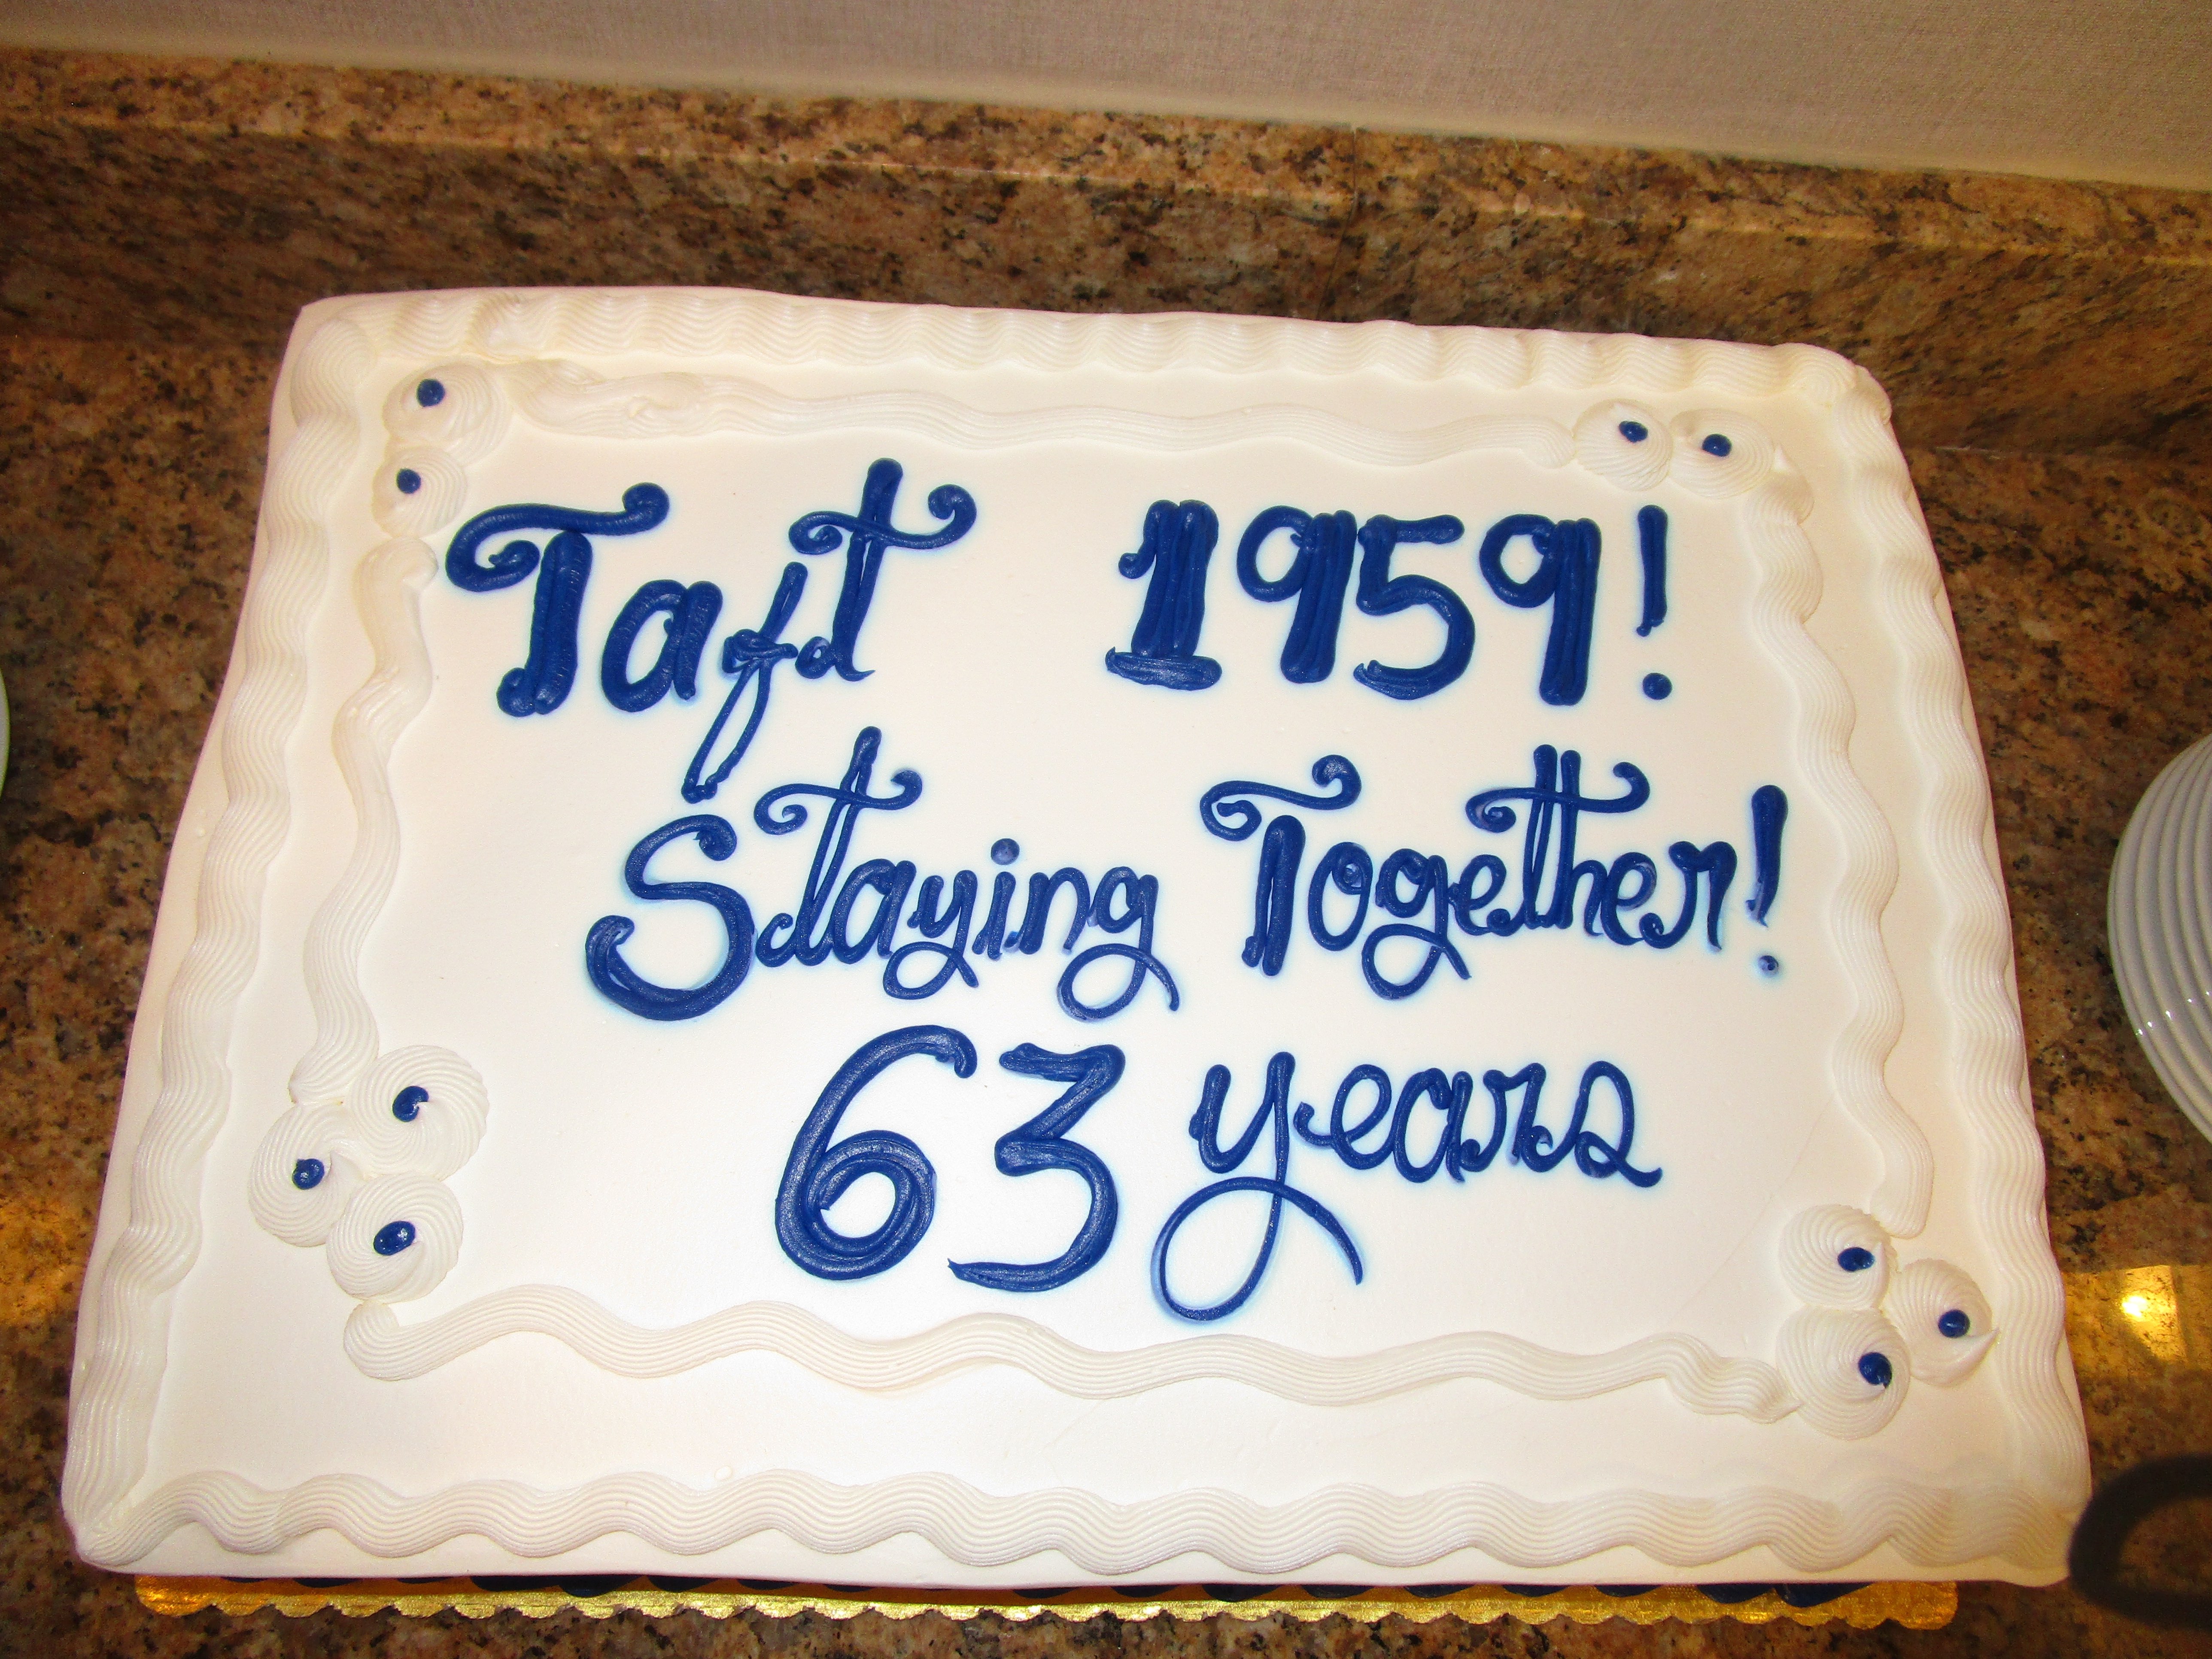 Taft 1959!
Staying Together!
63 years